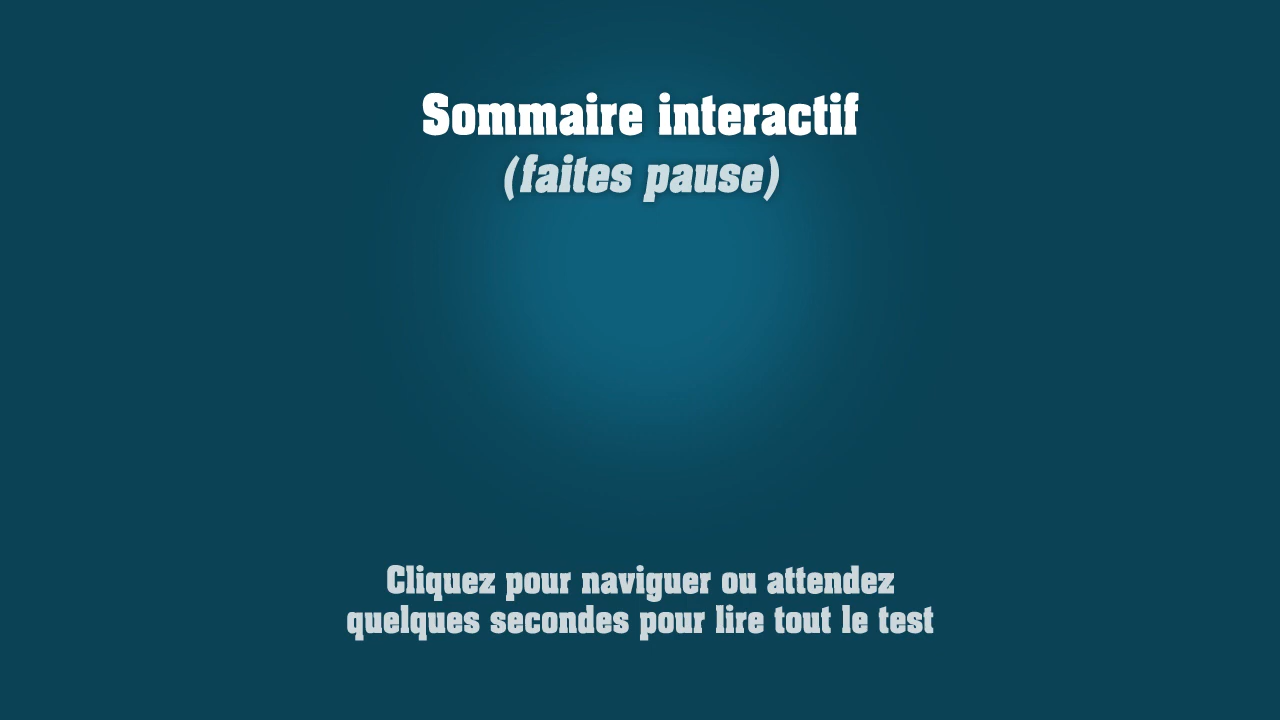 Sommaire interactif
(faites pause)
Cliquez pour naviguer ou attendez
quelques secondes pour lire tout le test